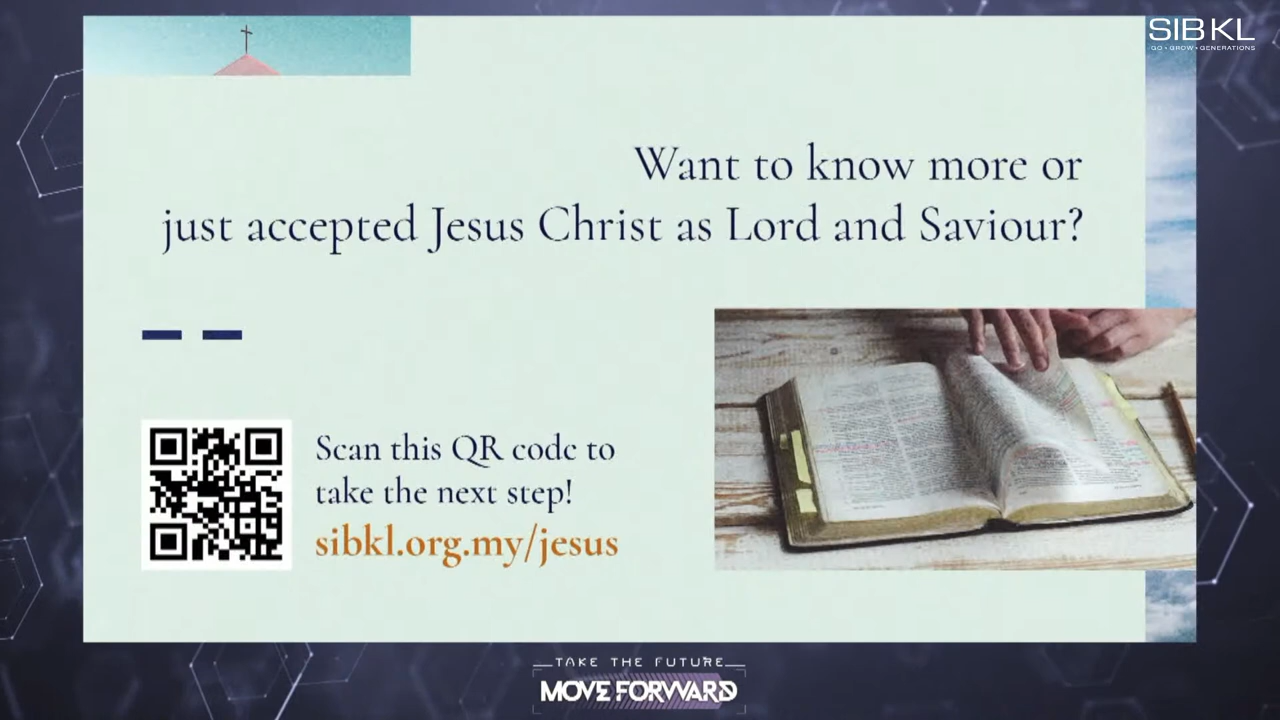 SIBKL
GO • GROW • GENERATIONS
Want to know more or
just accepted Jesus Christ as Lord and Saviour?
Scan this QR code to
take the next step!
sibkl.org.my/jesus
TAKE THE FUTURE
MOVE FORWARD